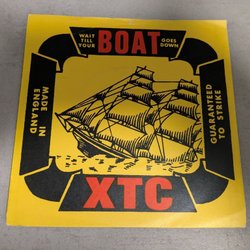 WAIT
TILL
YOUR
BOAT
GOES
DOWN
MADE IN
ENGLAND
GUARANTEED
TO STRIKE
XTC